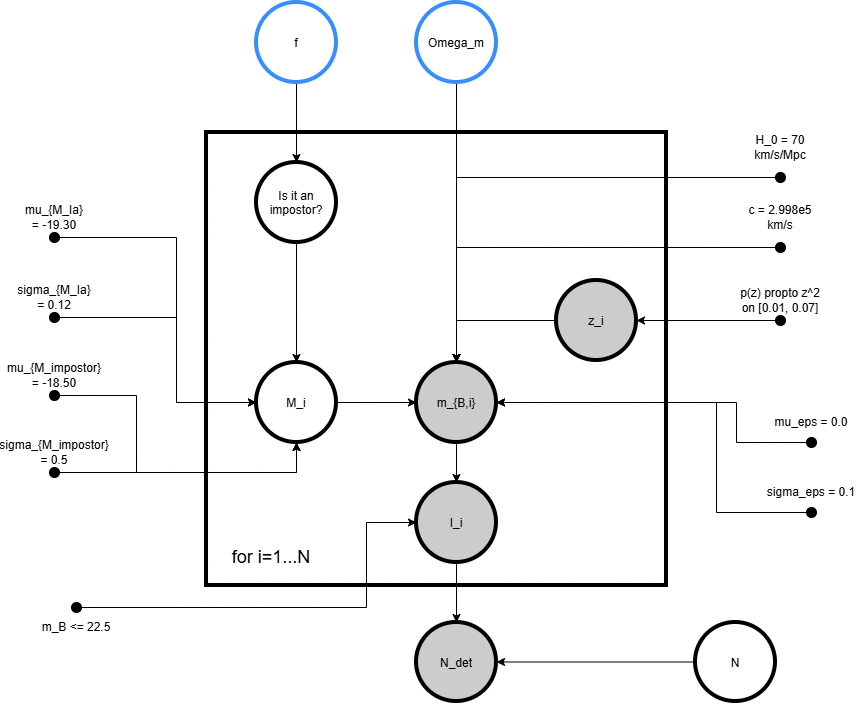 f
Omega_m
H_0 = 70
km/s/Mpc
Is it an
impostor?
mu_{M_Ia}
= -19.30
c = 2.998e5
km/s
sigma_{M_Ia}
= 0.12
p(z) propto z^2
on [0.01, 0.07]
z_i
mu_{M_impostor}
= -18.50
M_i
m_{B,i}
mu_eps = 0.0
sigma_{M_impostor}
= 0.5
sigma_eps = 0.1
I_i
for i=1...N
m_B <= 22.5
N_det
N